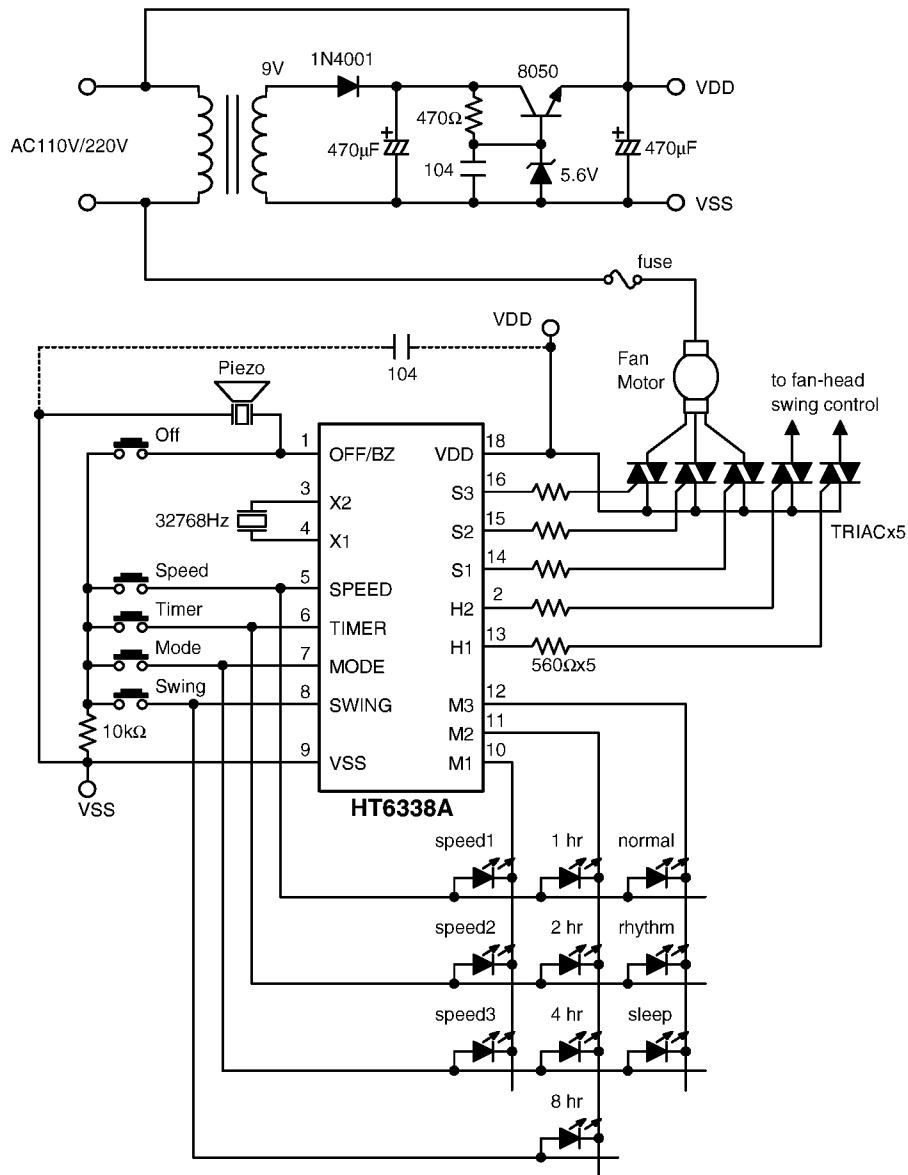 1N4001
9V
8050
VDD
470Ω
AC110V/220V
+
470µF
+
470µF
104
5.6V
VSS
fuse
VDD
104
Piezo
Fan
Motor
to fan-head
swing control
Off
1
OFF/BZ
VDD
18
3
X2
S3
16
32768Hz
4
X1
S2
15
TRIACx5
Speed
5
SPEED
S1
14
Timer
6
TIMER
H2
2
Mode
7
MODE
H1
13
560Ωx5
Swing
8
SWING
M3
12
10kΩ
M2
11
9
VSS
M1
10
VSS
HT6338A
speed1
1 hr
normal
speed2
2 hr
rhythm
speed3
4 hr
sleep
8 hr